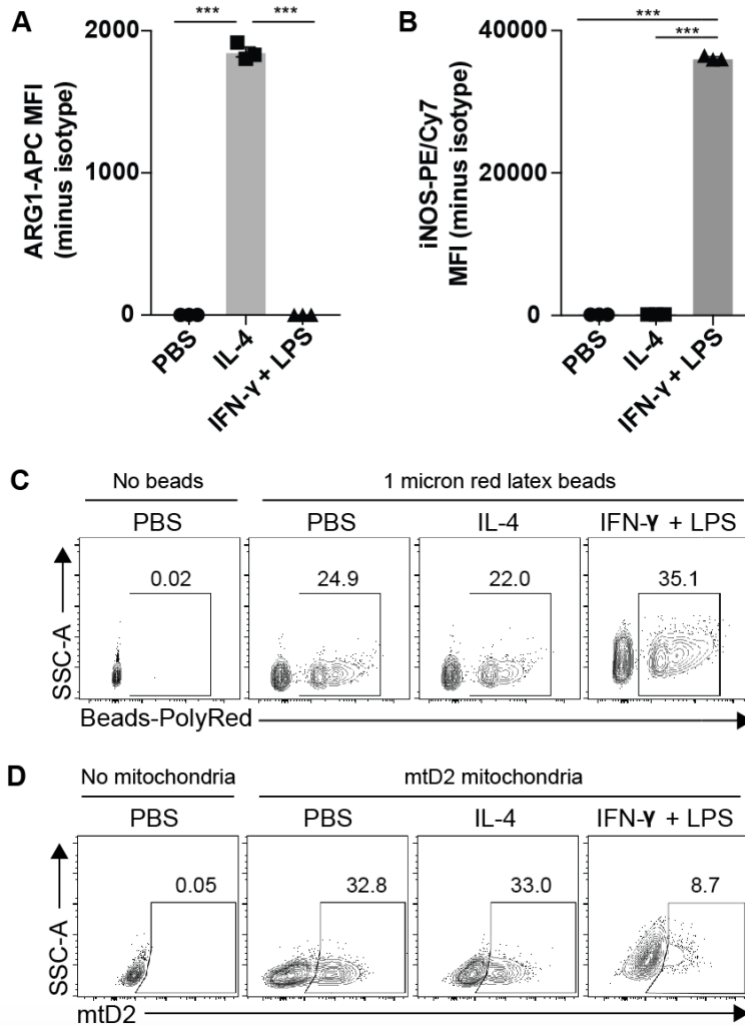 A
ARG1-APC MFI
(minus isotype)
2000
1000
0
***
***
PBS
IL-4
IFN-γ + LPS
B
iNOS-PE/Cy7
MFI (minus isotype)
40000
20000
0
***
***
PBS
IL-4
IFN-γ + LPS
C
No beads
1 micron red latex beads
PBS
PBS
IL-4
IFN-γ + LPS
0.02
24.9
22.0
35.1
SSC-A
Beads-PolyRed
D
No mitochondria
mtD2 mitochondria
PBS
PBS
IL-4
IFN-γ + LPS
0.05
32.8
33.0
8.7
SSC-A
mtD2